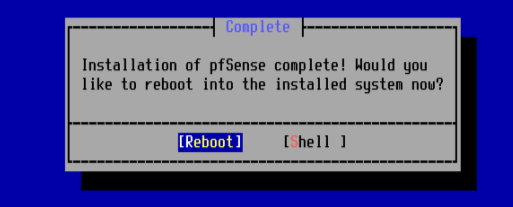 Complete
Installation of pfSense complete! Would you
like to reboot into the installed system now?
[Reboot] [Shell ]